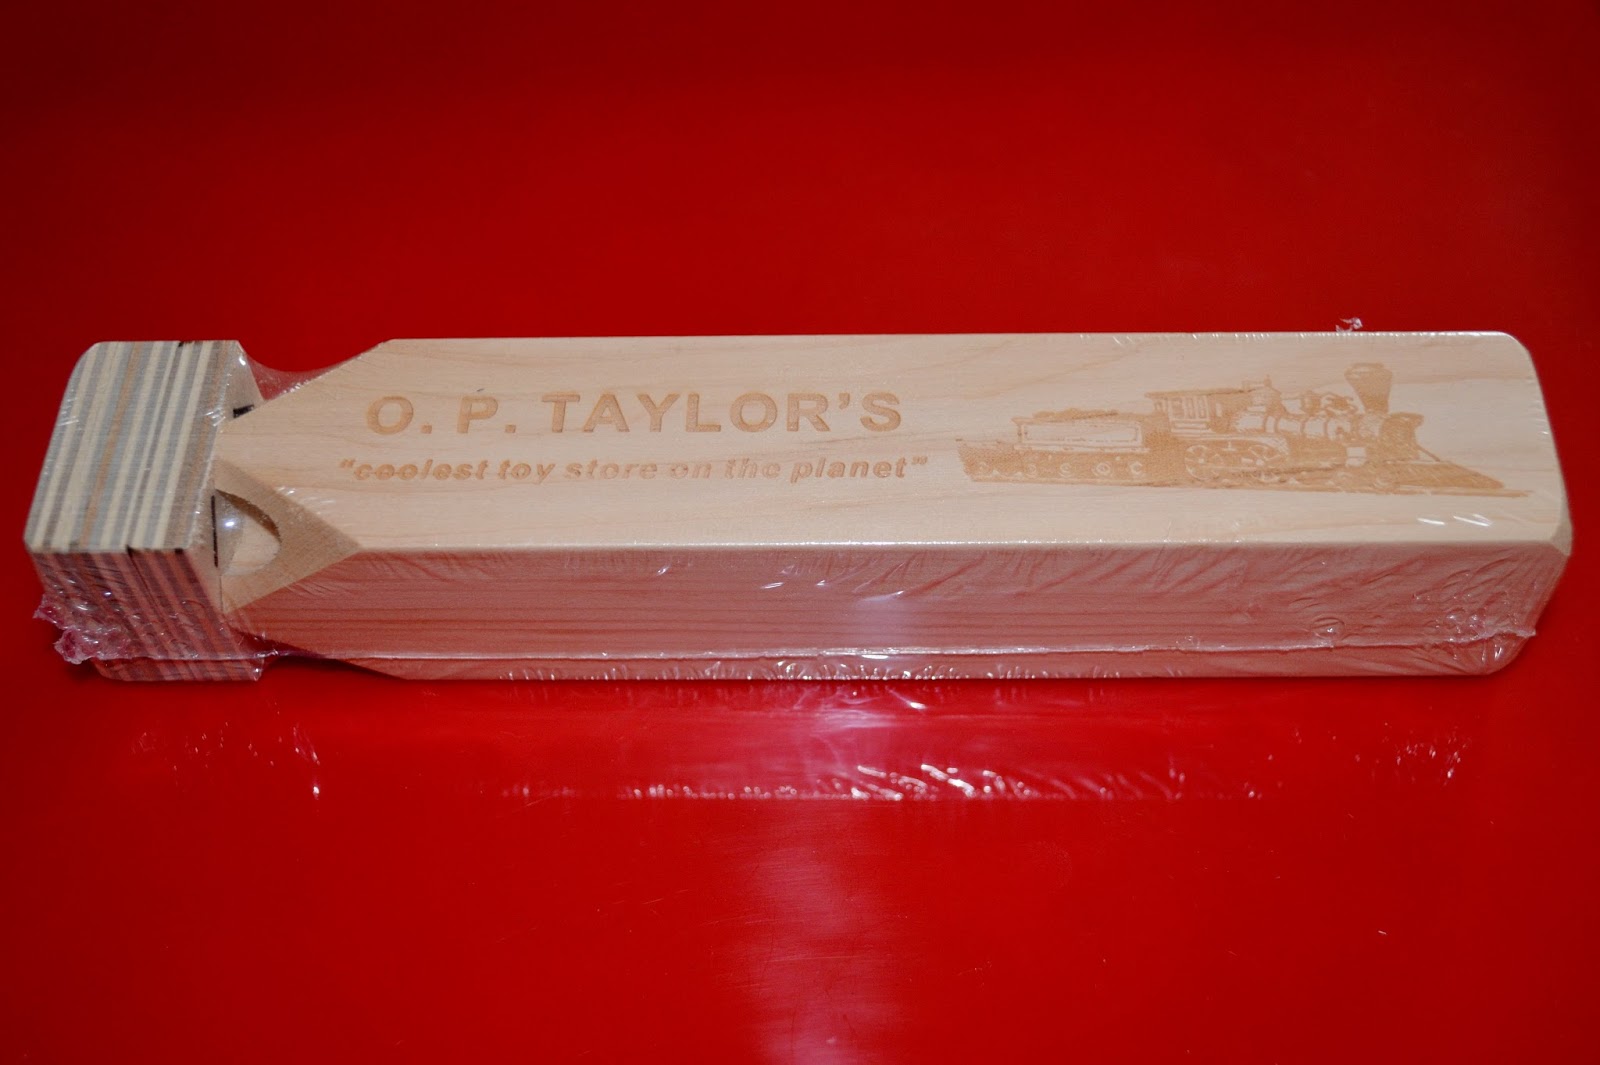 O. P. TAYLOR'S
"coolest toy store on the planet"